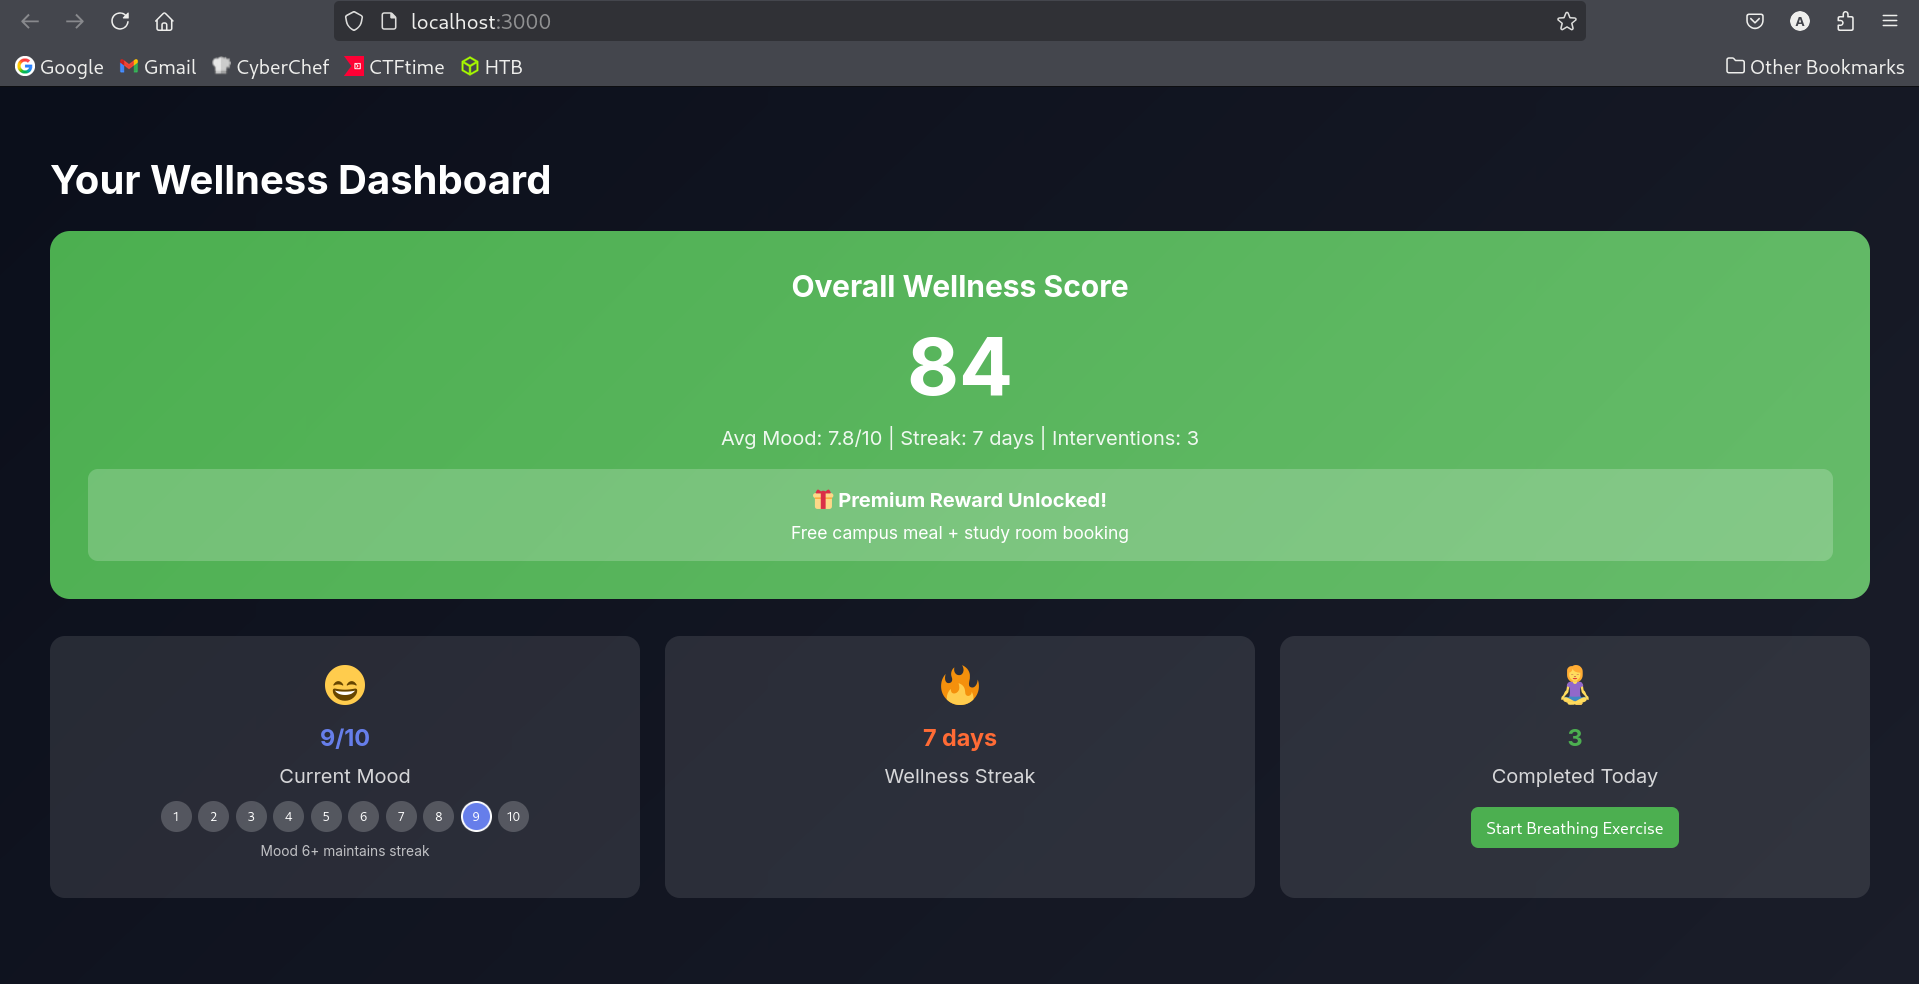 localhost:3000
Google Gmail CyberChef CTFtime HTB Other Bookmarks
Your Wellness Dashboard
Overall Wellness Score
84
Avg Mood: 7.8/10 | Streak: 7 days | Interventions: 3
Premium Reward Unlocked!
Free campus meal + study room booking
9/10
Current Mood
1 2 3 4 5 6 7 8 9 10
Mood 6+ maintains streak
7 days
Wellness Streak
3
Completed Today
Start Breathing Exercise